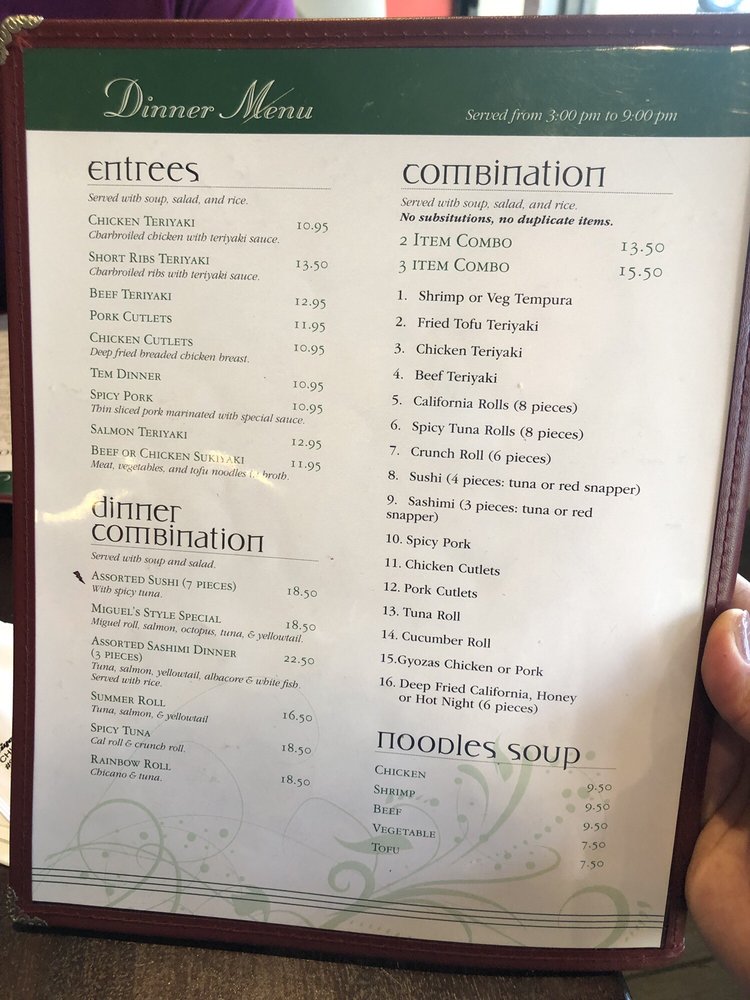 Dinner Menu
Served from 3:00 pm to 9:00 pm
entrees
Served with soup, salad, and rice.
Chicken Teriyaki 10.95
Charbroiled chicken with teriyaki sauce.
Short Ribs Teriyaki 13.50
Charbroiled ribs with teriyaki sauce.
Beef Teriyaki 12.95
Pork Cutlets 11.95
Chicken Cutlets 10.95
Deep fried breaded chicken breast.
Tem Dinner 10.95
Spicy Pork 10.95
Thin sliced pork marinated with special sauce.
Salmon Teriyaki 12.95
Beef or Chicken Sukiyaki 11.95
Meat, vegetables, and tofu noodles in broth.
dinner
combination
Served with soup and salad.
Assorted Sushi (7 pieces) 18.50
With spicy tuna.
Miguel's Style Special 18.50
Miguel roll, salmon, octopus, tuna, & yellowtail.
Assorted Sashimi Dinner
(3 pieces) 22.50
Tuna, salmon, yellowtail, albacore & white fish.
Served with rice.
Summer Roll 16.50
Tuna, salmon, & yellowtail
Spicy Tuna 18.50
Cal roll & crunch roll.
Rainbow Roll 18.50
Chicano & tuna.
combination
Served with soup, salad, and rice.
No subsitutions, no duplicate items.
2 Item Combo 13.50
3 item Combo 15.50
1. Shrimp or Veg Tempura
2. Fried Tofu Teriyaki
3. Chicken Teriyaki
4. Beef Teriyaki
5. California Rolls (8 pieces)
6. Spicy Tuna Rolls (8 pieces)
7. Crunch Roll (6 pieces)
8. Sushi (4 pieces: tuna or red snapper)
9. Sashimi (3 pieces: tuna or red
snapper)
10. Spicy Pork
11. Chicken Cutlets
12. Pork Cutlets
13. Tuna Roll
14. Cucumber Roll
15.Gyozas Chicken or Pork
16. Deep Fried California, Honey
or Hot Night (6 pieces)
noodles soup
Chicken 9.50
Shrimp 9.50
Beef 9.50
Vegetable 7.50
Tofu 7.50